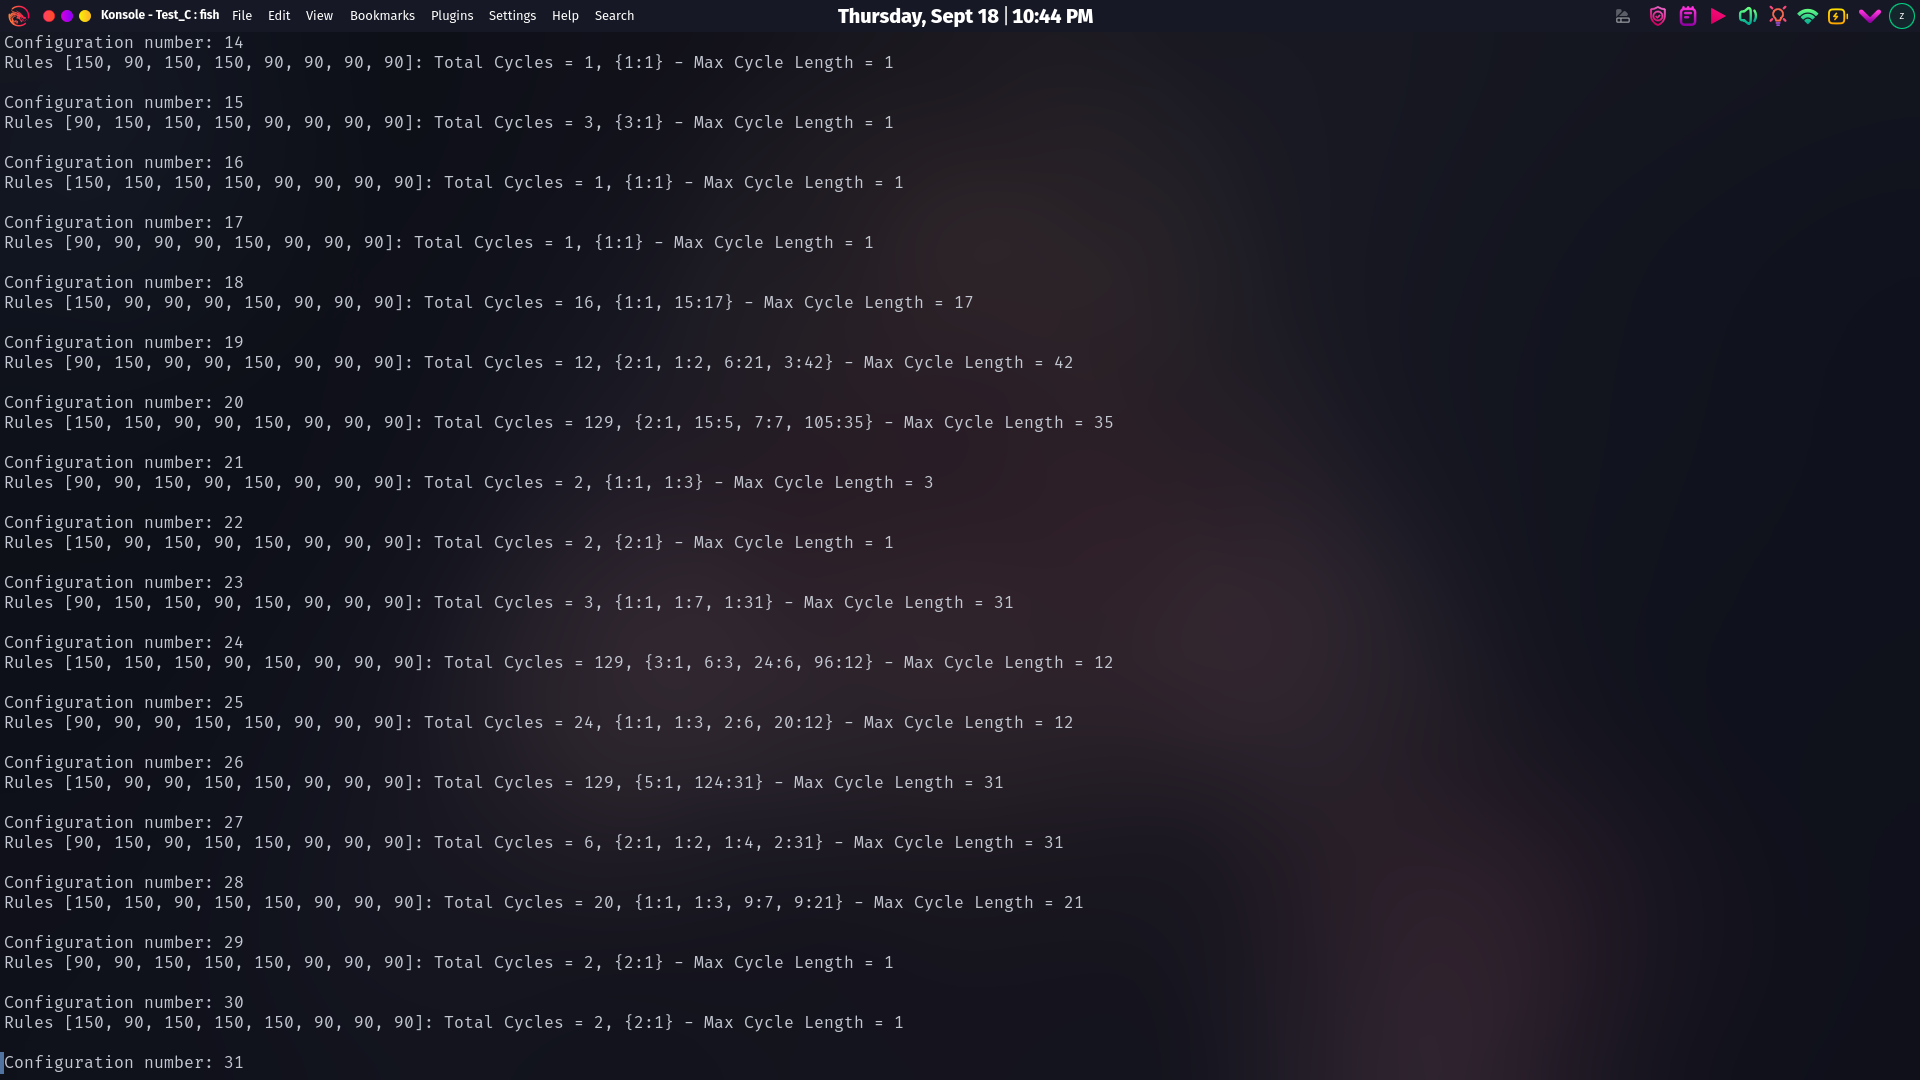 Konsole - Test_C : fish File Edit View Bookmarks Plugins Settings Help Search Thursday, Sept 18 | 10:44 PM z
Configuration number: 14
Rules [150, 90, 150, 150, 90, 90, 90, 90]: Total Cycles = 1, {1:1} - Max Cycle Length = 1
Configuration number: 15
Rules [90, 150, 150, 150, 90, 90, 90, 90]: Total Cycles = 3, {3:1} - Max Cycle Length = 1
Configuration number: 16
Rules [150, 150, 150, 150, 90, 90, 90, 90]: Total Cycles = 1, {1:1} - Max Cycle Length = 1
Configuration number: 17
Rules [90, 90, 90, 90, 150, 90, 90, 90]: Total Cycles = 1, {1:1} - Max Cycle Length = 1
Configuration number: 18
Rules [150, 90, 90, 90, 150, 90, 90, 90]: Total Cycles = 16, {1:1, 15:17} - Max Cycle Length = 17
Configuration number: 19
Rules [90, 150, 90, 90, 150, 90, 90, 90]: Total Cycles = 12, {2:1, 1:2, 6:21, 3:42} - Max Cycle Length = 42
Configuration number: 20
Rules [150, 150, 90, 90, 150, 90, 90, 90]: Total Cycles = 129, {2:1, 15:5, 7:7, 105:35} - Max Cycle Length = 35
Configuration number: 21
Rules [90, 90, 150, 90, 150, 90, 90, 90]: Total Cycles = 2, {1:1, 1:3} - Max Cycle Length = 3
Configuration number: 22
Rules [150, 90, 150, 90, 150, 90, 90, 90]: Total Cycles = 2, {2:1} - Max Cycle Length = 1
Configuration number: 23
Rules [90, 150, 150, 90, 150, 90, 90, 90]: Total Cycles = 3, {1:1, 1:7, 1:31} - Max Cycle Length = 31
Configuration number: 24
Rules [150, 150, 150, 90, 150, 90, 90, 90]: Total Cycles = 129, {3:1, 6:3, 24:6, 96:12} - Max Cycle Length = 12
Configuration number: 25
Rules [90, 90, 90, 150, 150, 90, 90, 90]: Total Cycles = 24, {1:1, 1:3, 2:6, 20:12} - Max Cycle Length = 12
Configuration number: 26
Rules [150, 90, 90, 150, 150, 90, 90, 90]: Total Cycles = 129, {5:1, 124:31} - Max Cycle Length = 31
Configuration number: 27
Rules [90, 150, 90, 150, 150, 90, 90, 90]: Total Cycles = 6, {2:1, 1:2, 1:4, 2:31} - Max Cycle Length = 31
Configuration number: 28
Rules [150, 150, 90, 150, 150, 90, 90, 90]: Total Cycles = 20, {1:1, 1:3, 9:7, 9:21} - Max Cycle Length = 21
Configuration number: 29
Rules [90, 90, 150, 150, 150, 90, 90, 90]: Total Cycles = 2, {2:1} - Max Cycle Length = 1
Configuration number: 30
Rules [150, 90, 150, 150, 150, 90, 90, 90]: Total Cycles = 2, {2:1} - Max Cycle Length = 1
Configuration number: 31